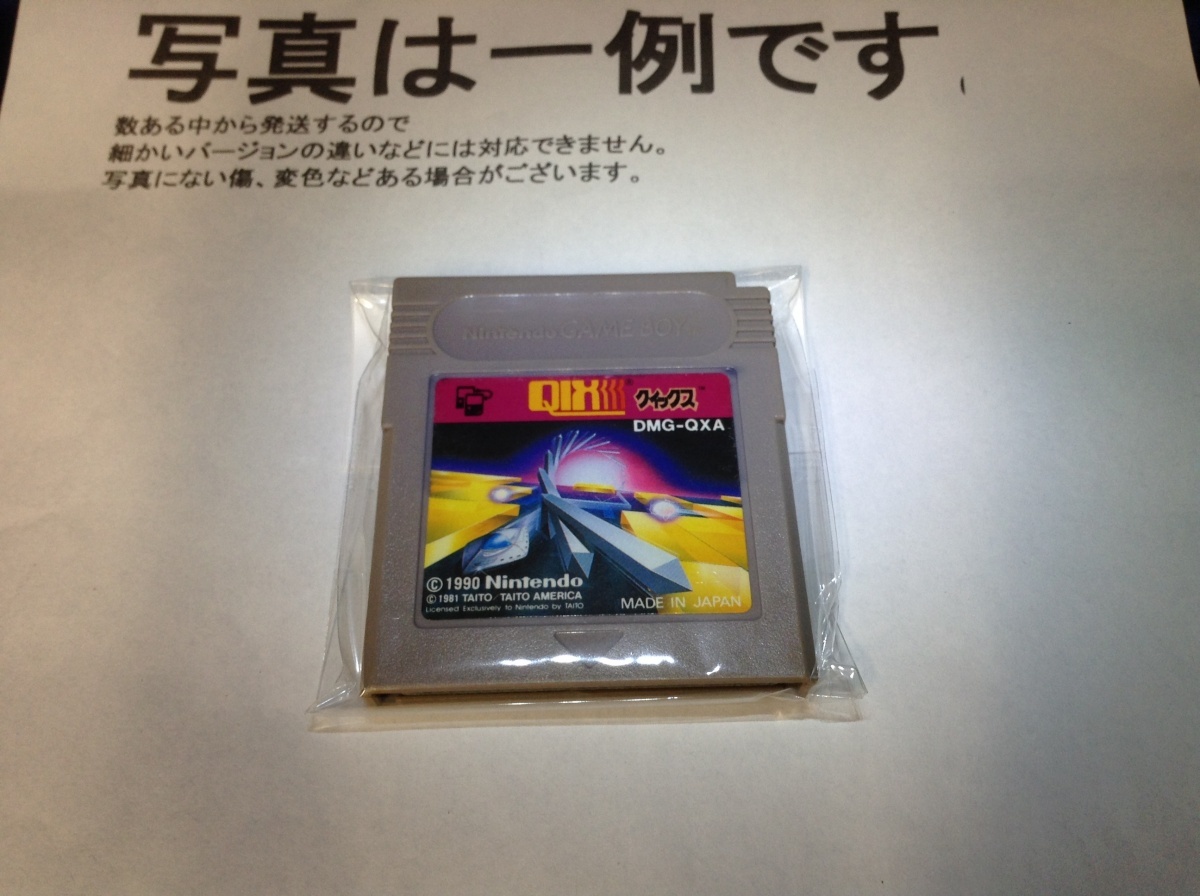 写真は一例です。
数ある中から発送するので
細かいバージョンの違いなどには対応できません。
写真にない傷、変色などある場合がございます。
Nintendo GAME BOY
QIX® クイックス™
DMG-QXA
©1990 Nintendo
©1981 TAITO/TAITO AMERICA
Licensed Exclusively to Nintendo by TAITO
MADE IN JAPAN